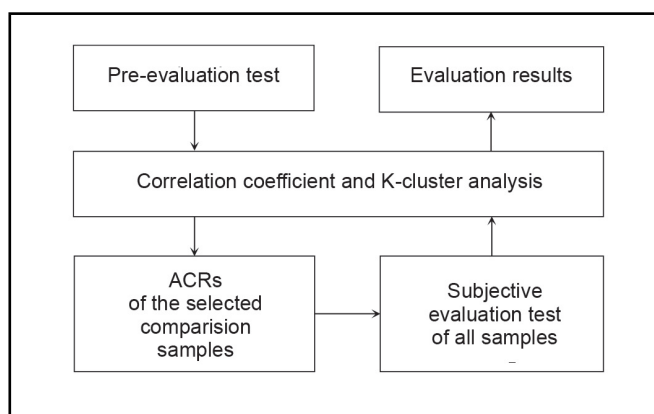 Pre-evaluation test
Evaluation results
Correlation coefficient and K-cluster analysis
ACRs
of the selected
comparision
samples
Subjective
evaluation test
of all samples